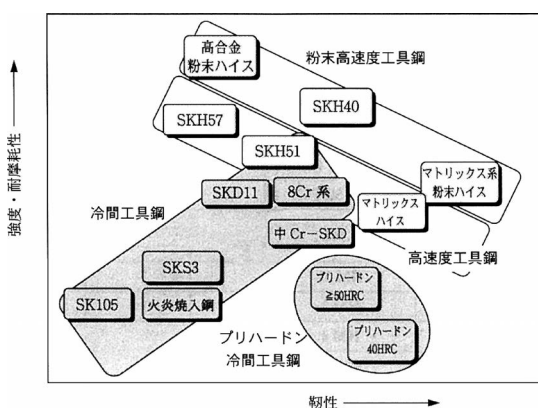 高合金
粉末ハイス
粉末高速度工具鋼
SKH40
SKH57
SKH51
マトリックス系
粉末ハイス
SKD11
8Cr系
マトリックス
ハイス
冷間工具鋼
中Cr-SKD
高速度工具鋼
SKS3
プリハードン
≧50HRC
SK105
火炎焼入鋼
プリハードン
冷間工具鋼
プリハードン
40HRC
強度・耐摩耗性
靱性